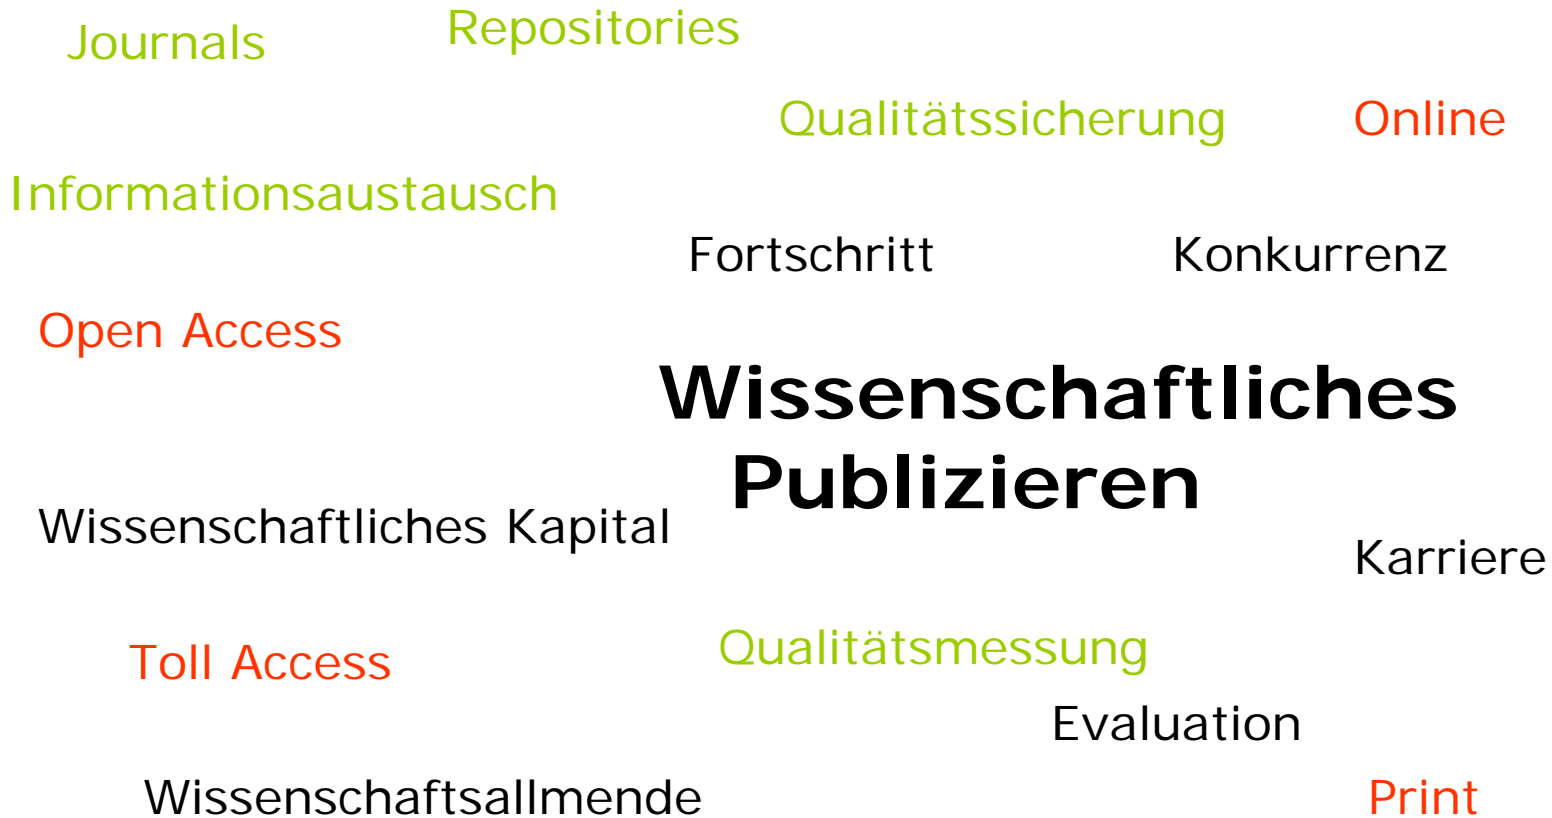 Journals
Repositories
Qualitätssicherung
Online
Informationsaustausch
Fortschritt
Konkurrenz
Open Access
Wissenschaftliches
Publizieren
Wissenschaftliches Kapital
Karriere
Toll Access
Qualitätsmessung
Evaluation
Wissenschaftsallmende
Print